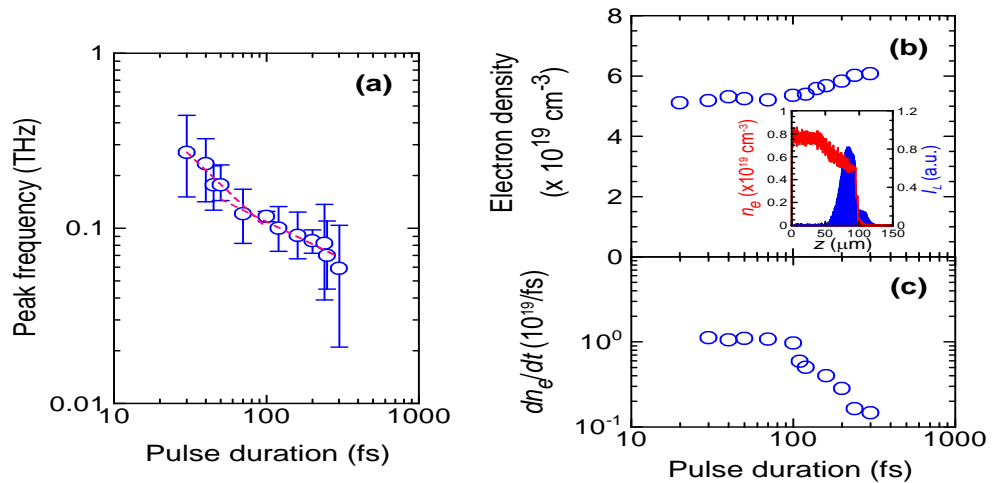 (a)
Peak frequency (THz)
1
0.1
0.01
10
100
1000
Pulse duration (fs)
(b)
Electron density
(x 10¹⁹ cm⁻³)
8
6
4
2
0
nₑ (x10¹⁹ cm⁻³)
1
0.8
0.6
0.4
0.2
0
1.2
0.8
0.4
0
I_L (a.u.)
0
50
100
150
z (μm)
(c)
dnₑ/dt (10¹⁹/fs)
10⁰
10⁻¹
10
100
1000
Pulse duration (fs)